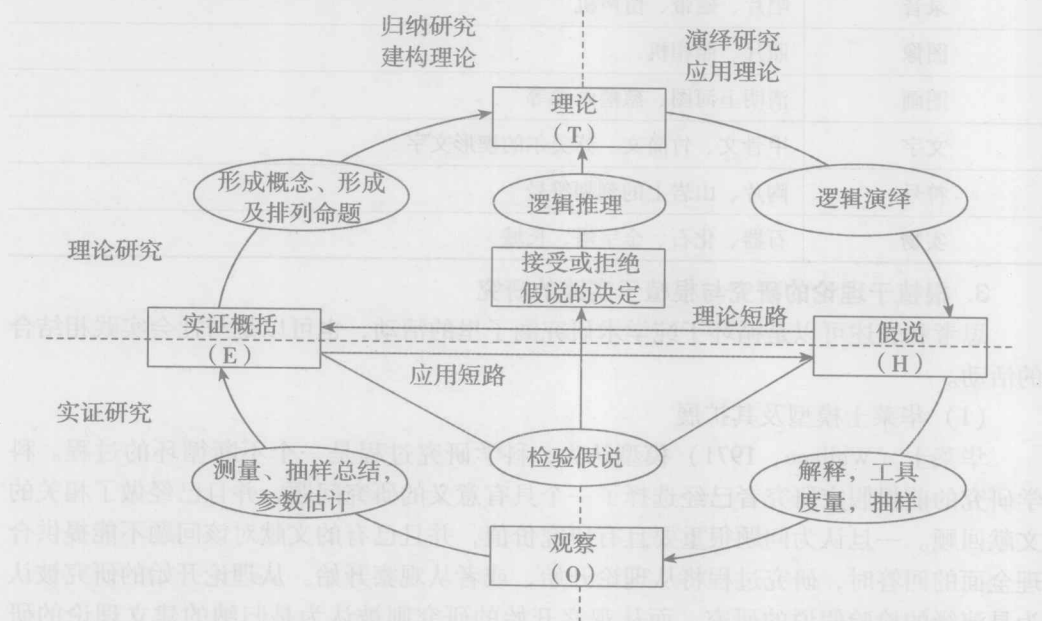 归纳研究
建构理论
演绎研究
应用理论
理论
(T)
形成概念、形成
及排列命题
逻辑推理
逻辑演绎
理论研究
接受或拒绝
假说的决定
实证概括
(E)
理论短路
假说
(H)
应用短路
实证研究
测量、抽样总结
参数估计
检验假说
解释，工具
度量，抽样
观察
(O)